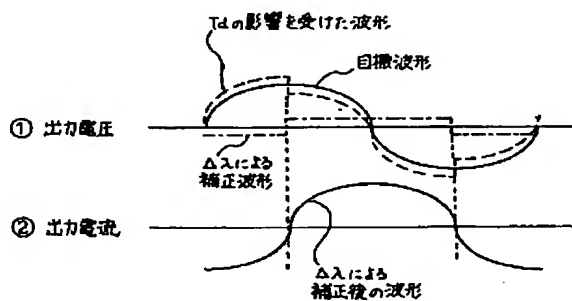 Tdの影響を受けた波形
目標波形
① 出力電圧
Δλによる
補正波形
② 出力電流
Δλによる
補正後の波形